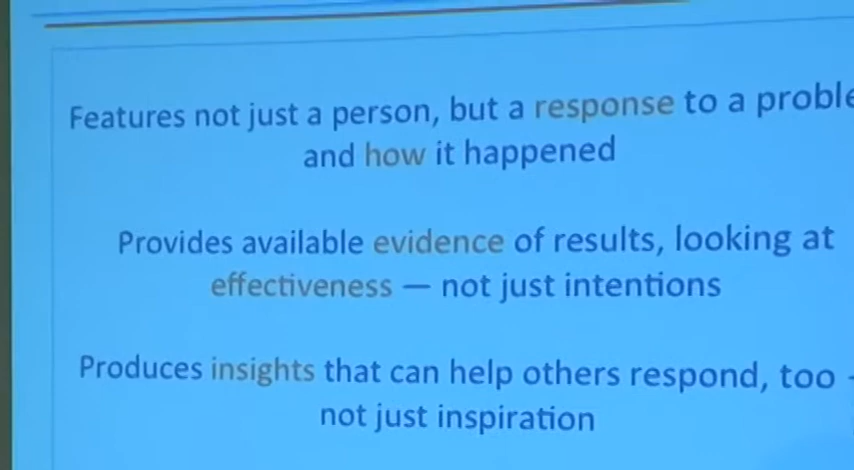 Features not just a person, but a response to a
and how it happened
Provides available evidence of results, looking at
effectiveness — not just intentions
Produces insights that can help others respond, too
not just inspiration